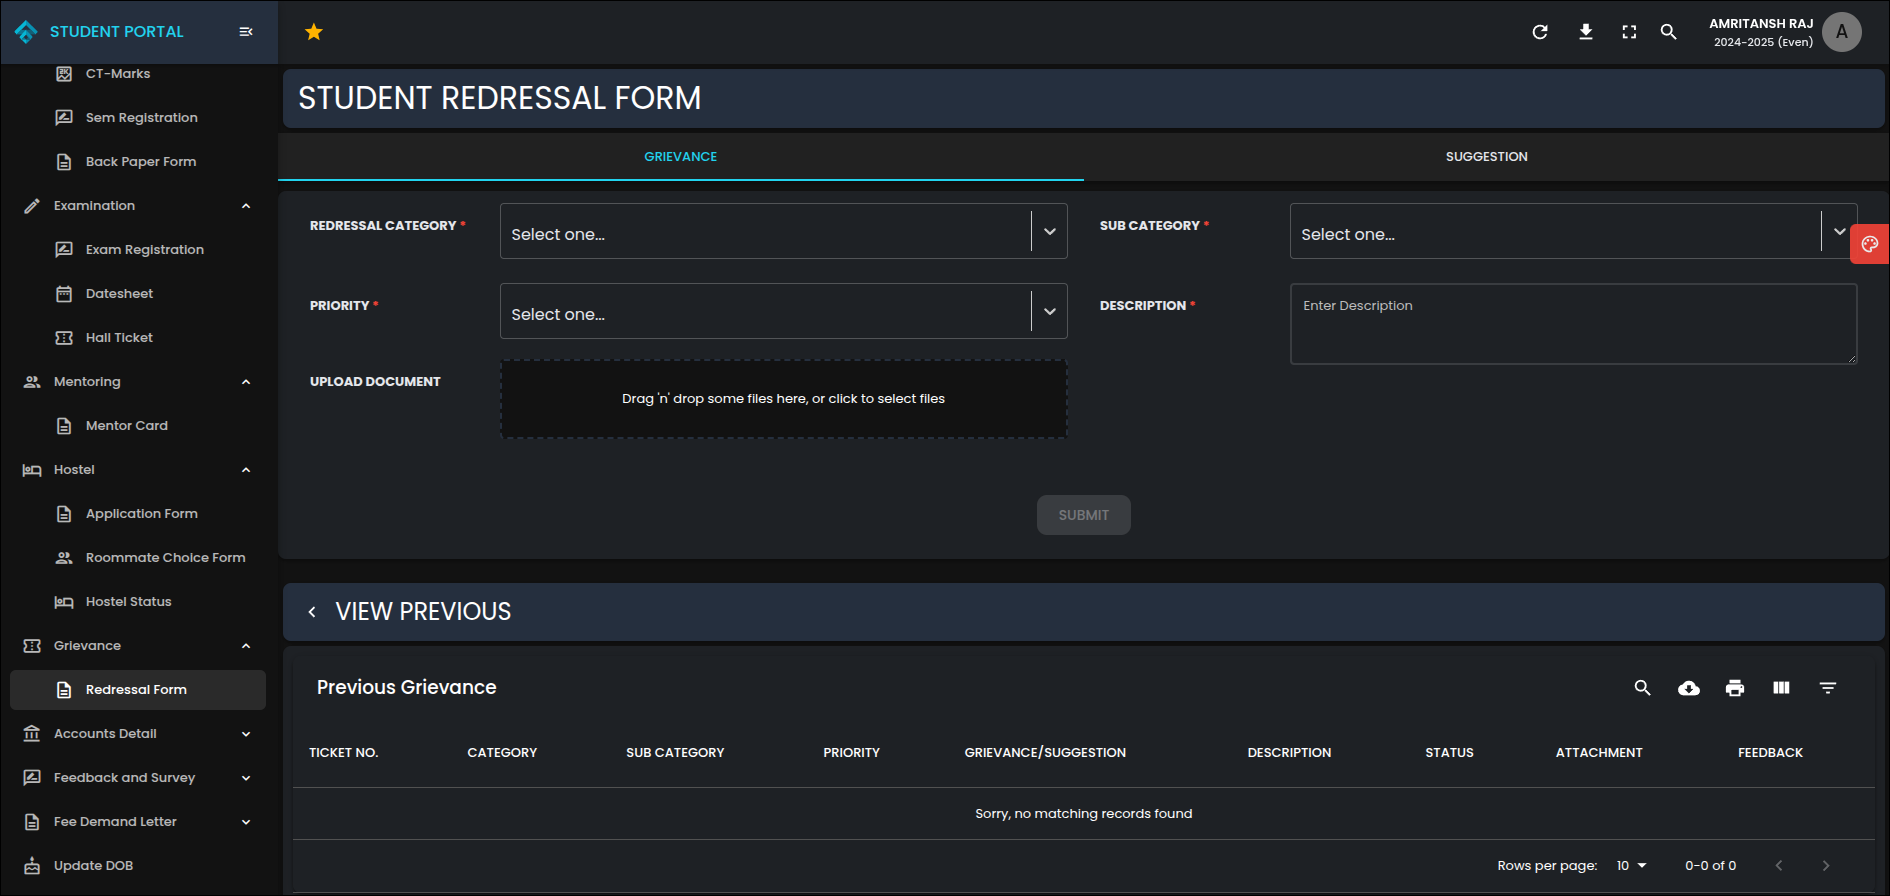 STUDENT PORTAL
AMRITANSH RAJ
2024-2025 (Even)
A
CT-Marks
Sem Registration
Back Paper Form
Examination
Exam Registration
Datesheet
Hall Ticket
Mentoring
Mentor Card
Hostel
Application Form
Roommate Choice Form
Hostel Status
Grievance
Redressal Form
Accounts Detail
Feedback and Survey
Fee Demand Letter
Update DOB
STUDENT REDRESSAL FORM
GRIEVANCE
SUGGESTION
REDRESSAL CATEGORY *
Select one...
SUB CATEGORY *
Select one...
PRIORITY *
Select one...
DESCRIPTION *
Enter Description
UPLOAD DOCUMENT
Drag 'n' drop some files here, or click to select files
SUBMIT
VIEW PREVIOUS
Previous Grievance
TICKET NO. CATEGORY SUB CATEGORY PRIORITY GRIEVANCE/SUGGESTION DESCRIPTION STATUS ATTACHMENT FEEDBACK
Sorry, no matching records found
Rows per page: 10 0-0 of 0